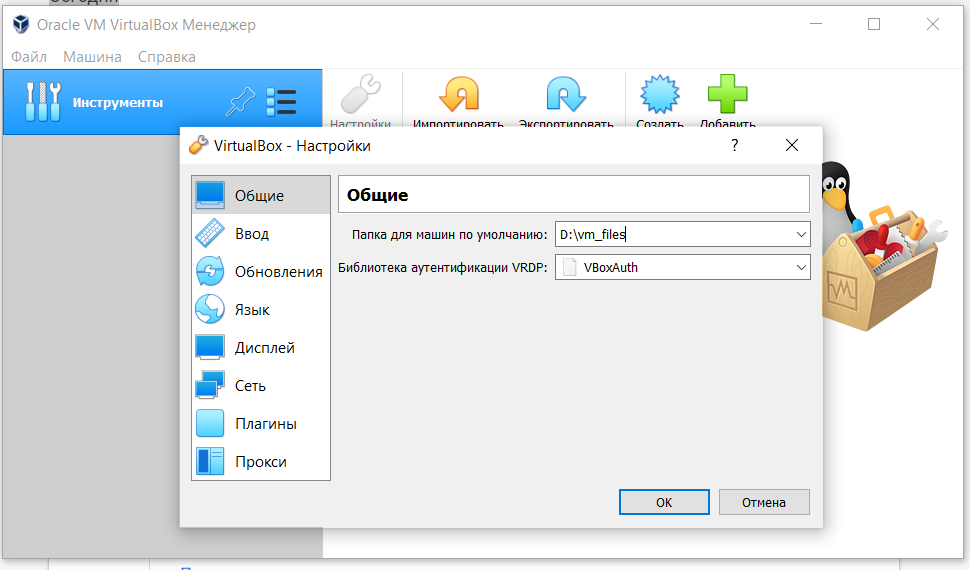 Сегодня
Oracle VM VirtualBox Менеджер
Файл Машина Справка
Инструменты
Настройки Импортировать Экспортировать Создать Добавить
VirtualBox - Настройки ?
Общие
Ввод
Обновления
Язык
Дисплей
Сеть
Плагины
Прокси
Общие
Папка для машин по умолчанию: D:\vm_files
Библиотека аутентификации VRDP: VBoxAuth
OK Отмена